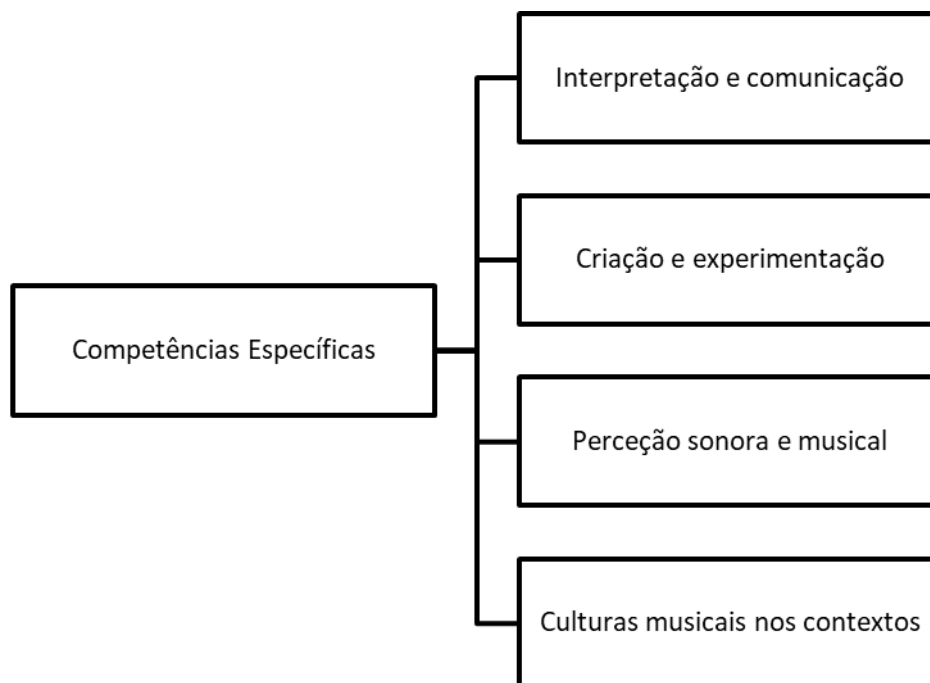 Interpretação e comunicação
Criação e experimentação
Competências Específicas
Perceção sonora e musical
Culturas musicais nos contextos